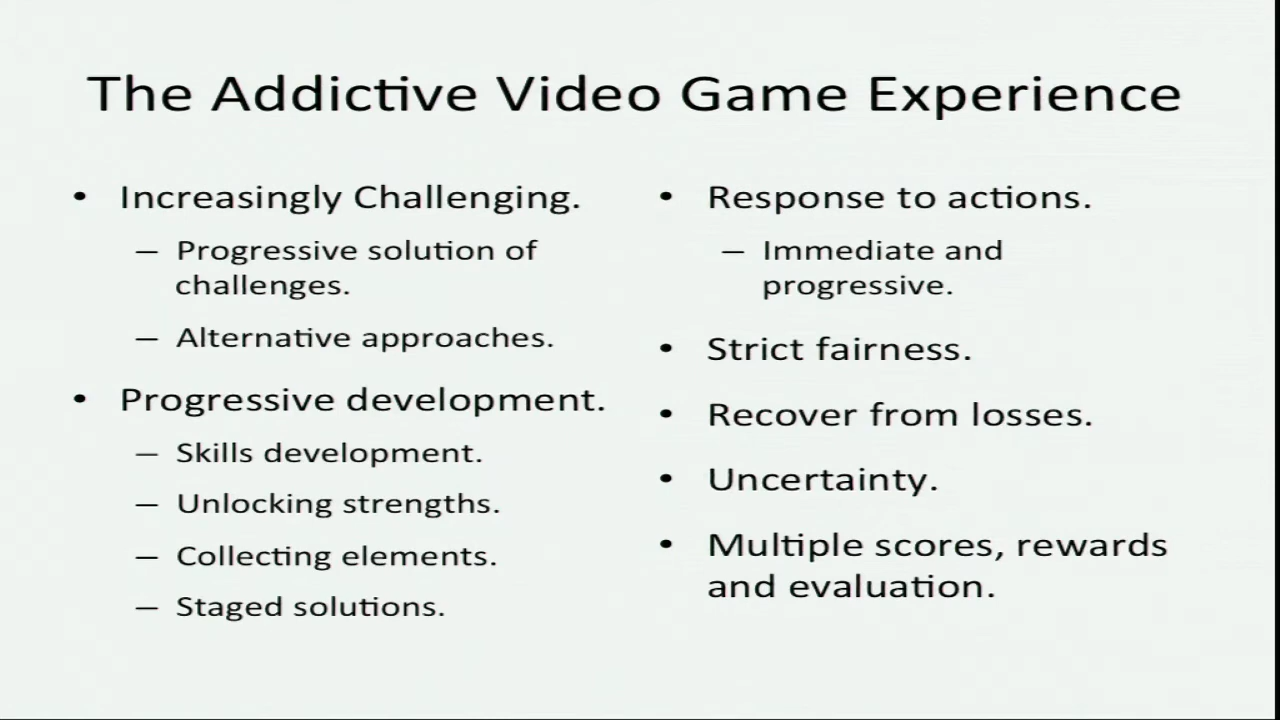 The Addictive Video Game Experience
• Increasingly Challenging.
– Progressive solution of
challenges.
– Alternative approaches.
• Progressive development.
– Skills development.
– Unlocking strengths.
– Collecting elements.
– Staged solutions.
• Response to actions.
– Immediate and
progressive.
• Strict fairness.
• Recover from losses.
• Uncertainty.
• Multiple scores, rewards
and evaluation.